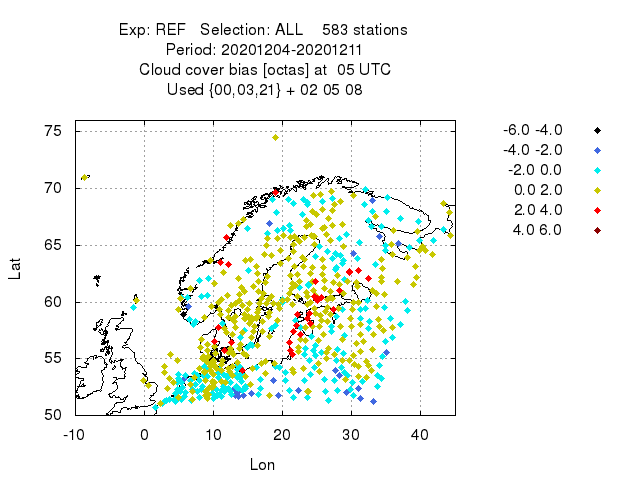 Exp: REF   Selection: ALL    583 stations
Period: 20201204-20201211
Cloud cover bias [octas] at  05 UTC
Used {00,03,21} + 02 05 08
-6.0 -4.0
-4.0 -2.0
-2.0 0.0
0.0 2.0
2.0 4.0
4.0 6.0
75
70
65
60
55
50
Lat
-10 0 10 20 30 40
Lon